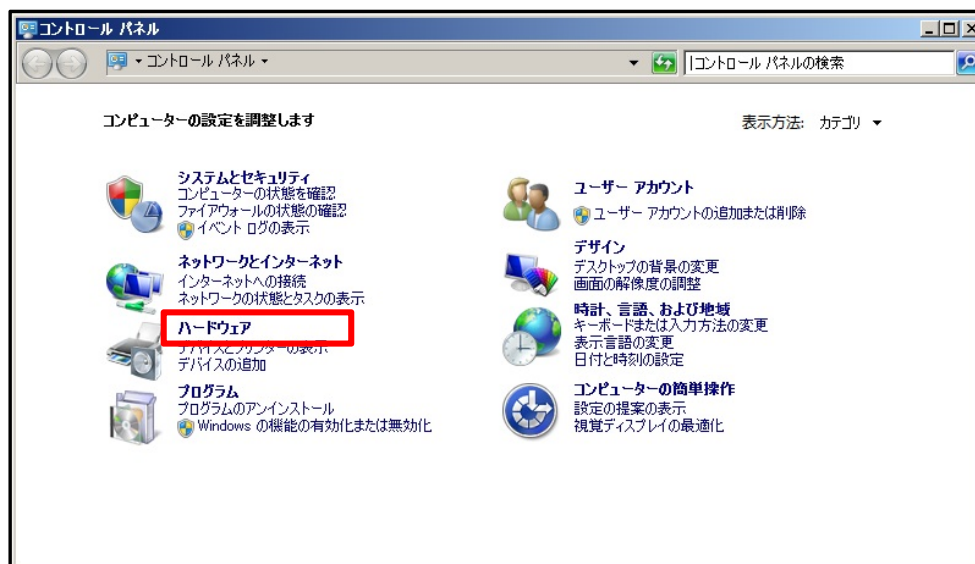 コントロール パネル
コントロール パネル
コントロール パネルの検索
コンピューターの設定を調整します
表示方法: カテゴリ
システムとセキュリティ
コンピューターの状態を確認
ファイアウォールの状態の確認
イベント ログの表示
ネットワークとインターネット
インターネットへの接続
ネットワークの状態とタスクの表示
ハードウェア
デバイスとプリンターの表示
デバイスの追加
プログラム
プログラムのアンインストール
Windows の機能の有効化または無効化
ユーザー アカウント
ユーザー アカウントの追加または削除
デザイン
デスクトップの背景の変更
画面の解像度の調整
時計、言語、および地域
キーボードまたは入力方法の変更
表示言語の変更
日付と時刻の設定
コンピューターの簡単操作
設定の提案の表示
視覚ディスプレイの最適化